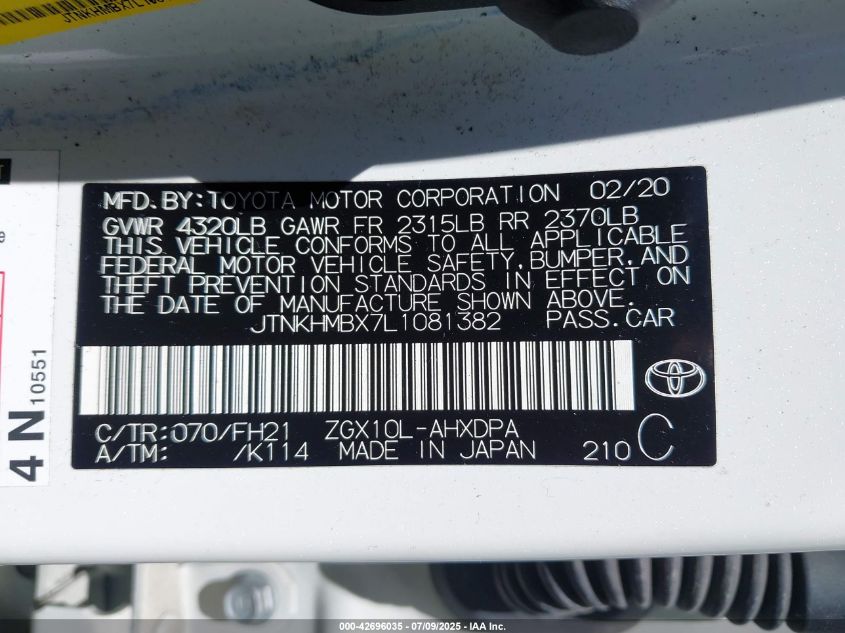 JTNKHMBX7L108
MFD.BY:TOYOTA MOTOR CORPORATION 02/20
GVWR 4320LB GAWR FR 2315LB RR 2370LB
THIS VEHICLE CONFORMS TO ALL APPLICABLE
FEDERAL MOTOR VEHICLE SAFETY,BUMPER,AND
THEFT PREVENTION STANDARDS IN EFFECT ON
THE DATE OF MANUFACTURE SHOWN ABOVE.
JTNKHMBX7L1081382 PASS.CAR
C/TR:070/FH21 ZGX10L-AHXDPA
A/TM: /K114 MADE IN JAPAN 210 C
4 N 10551
000-42696035 - 07/09/2025 - IAA Inc.